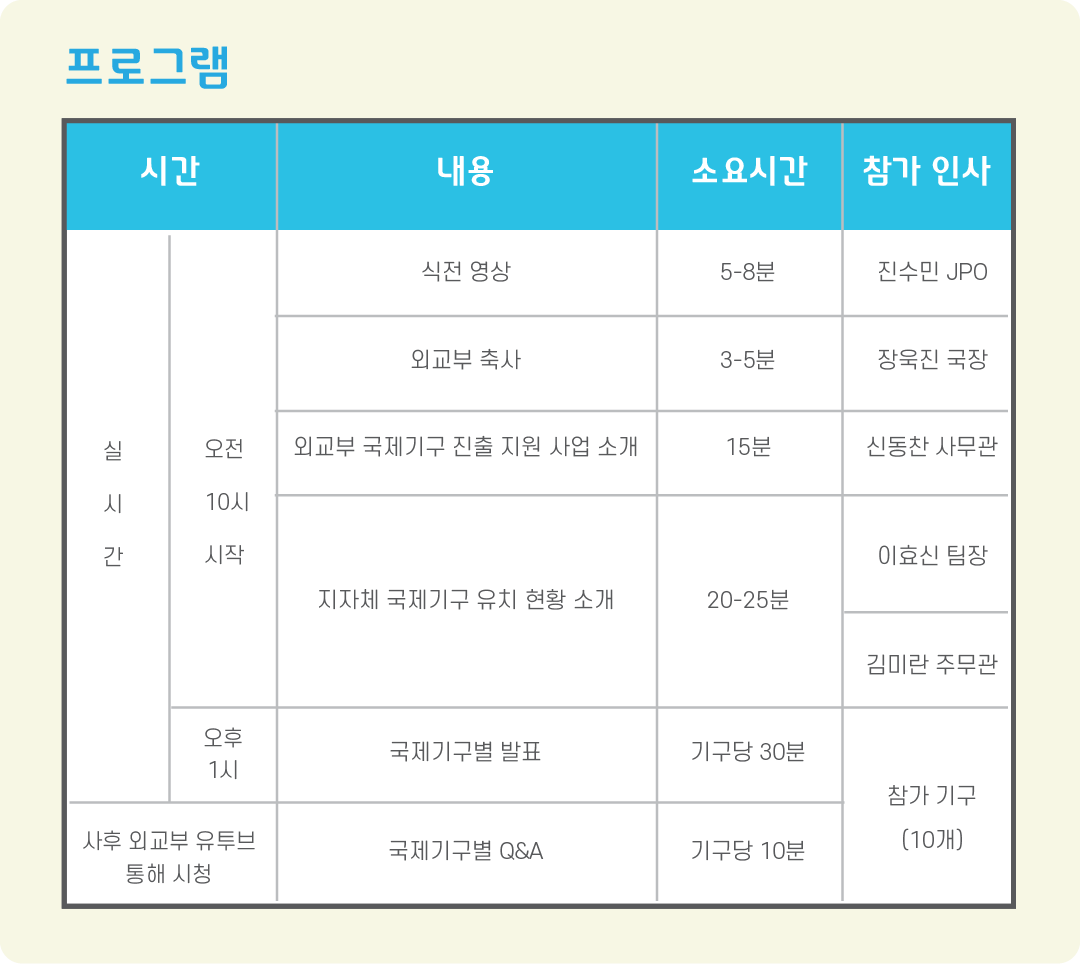 프로그램
시간 내용 소요시간 참가 인사
실
시
간
오전
10시
시작
식전 영상 5-8분 진수민 JPO
외교부 축사 3-5분 장욱진 국장
외교부 국제기구 진출 지원 사업 소개 15분 신동찬 사무관
지자체 국제기구 유치 현황 소개 20-25분
이효신 팀장
김미란 주무관
오후
1시
국제기구별 발표 기구당 30분
참가 기구
(10개)
사후 외교부 유투브
통해 시청
국제기구별 Q&A 기구당 10분